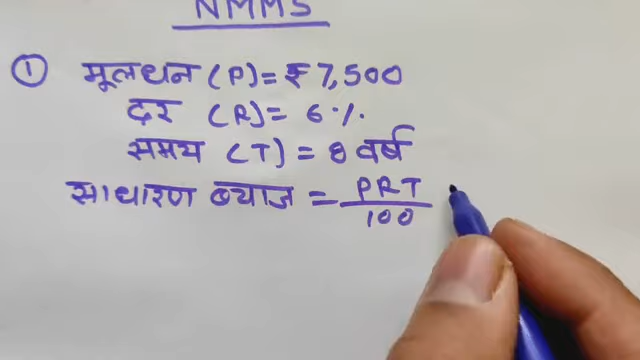 NMMS
① मूलधन (P) = ₹ 7,500
दर (R) = 6 %
समय (T) = 8 वर्ष
साधारण ब्याज = PRT / 100